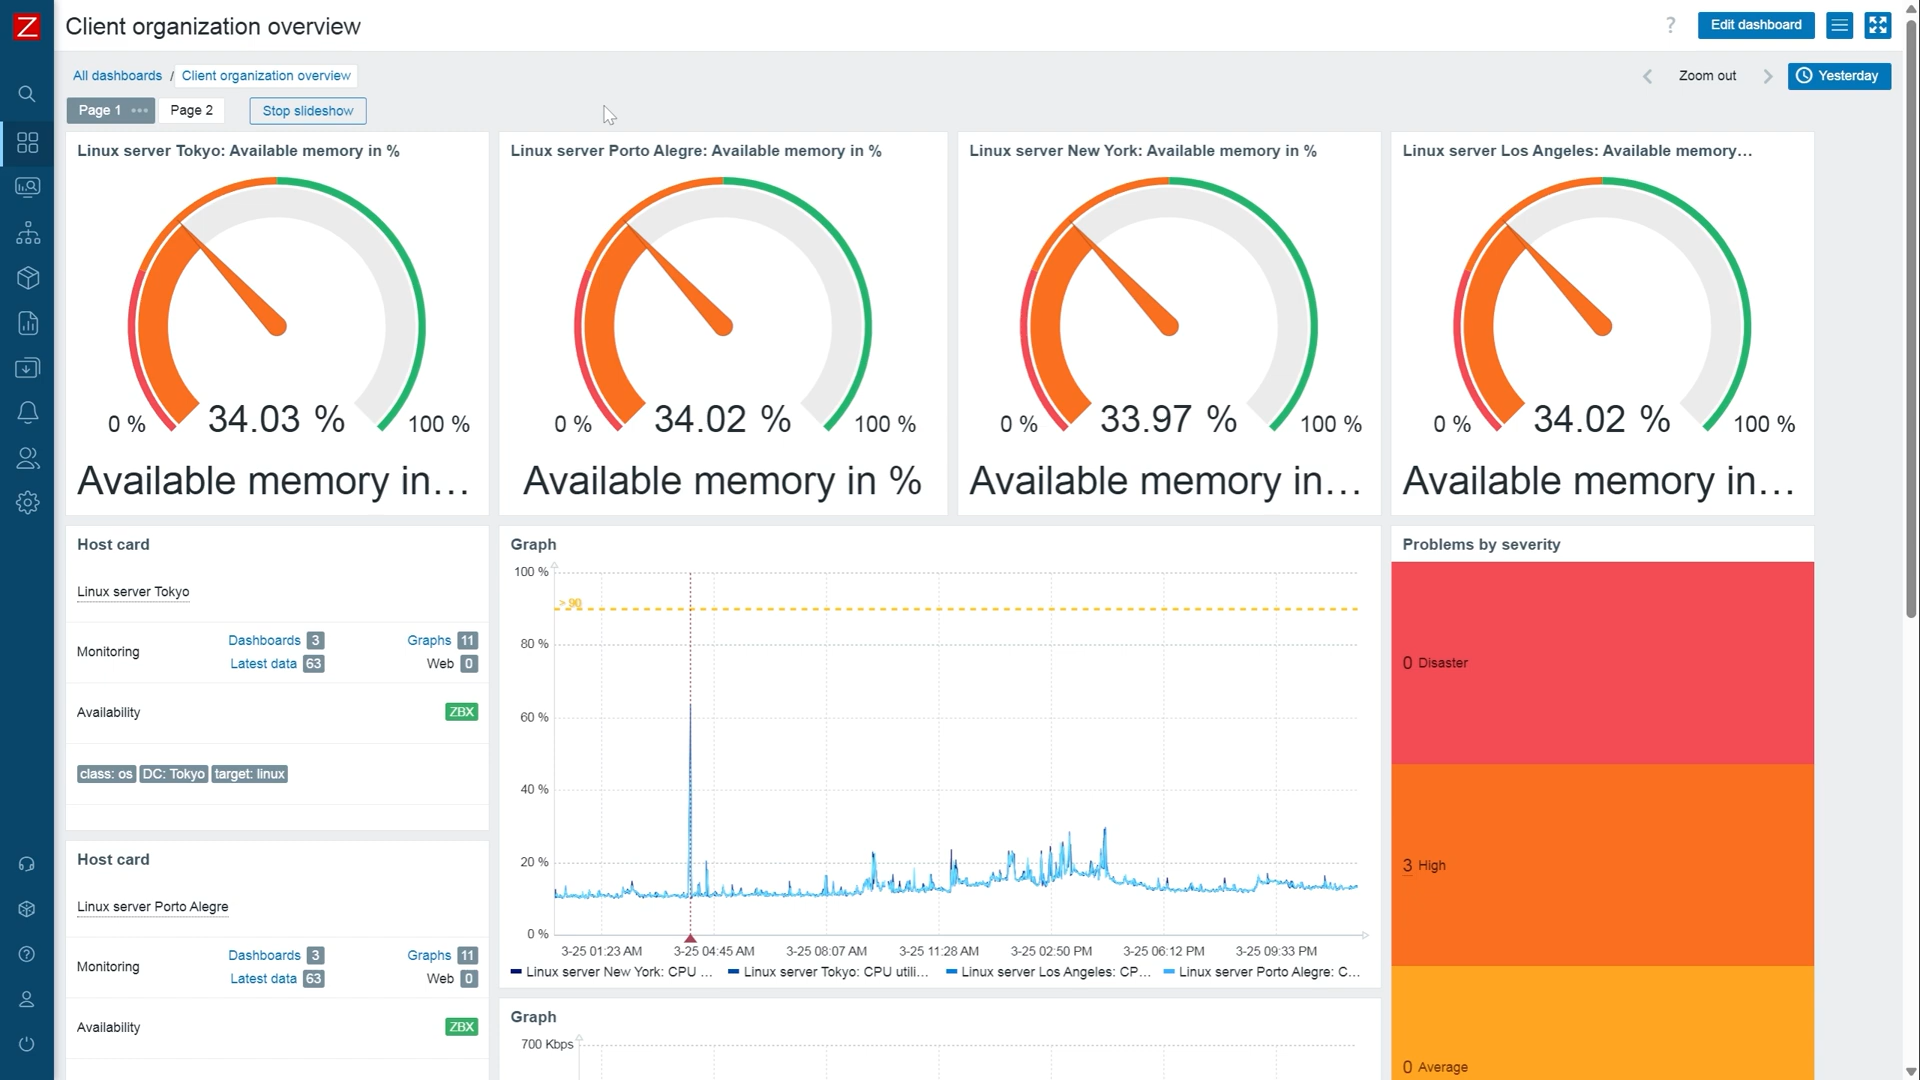 Z
Client organization overview
?
Edit dashboard
All dashboards / Client organization overview
Zoom out
Yesterday
Page 1 •••
Page 2
Stop slideshow
Linux server Tokyo: Available memory in %
0 %
34.03 %
100 %
Available memory in…
Linux server Porto Alegre: Available memory in %
0 %
34.02 %
100 %
Available memory in %
Linux server New York: Available memory in %
0 %
33.97 %
100 %
Available memory in…
Linux server Los Angeles: Available memory…
0 %
34.02 %
100 %
Available memory in…
Host card
Linux server Tokyo
Monitoring
Dashboards 3
Graphs 11
Latest data 63
Web 0
Availability
ZBX
class: os DC: Tokyo target: linux
Host card
Linux server Porto Alegre
Monitoring
Dashboards 3
Graphs 11
Latest data 63
Web 0
Availability
ZBX
Graph
100 %
> 90
80 %
60 %
40 %
20 %
0 %
3-25 01:23 AM
3-25 04:45 AM
3-25 08:07 AM
3-25 11:28 AM
3-25 02:50 PM
3-25 06:12 PM
3-25 09:33 PM
Linux server New York: CPU …
Linux server Tokyo: CPU utili…
Linux server Los Angeles: CP…
Linux server Porto Alegre: C…
Graph
700 Kbps
Problems by severity
0 Disaster
3 High
0 Average